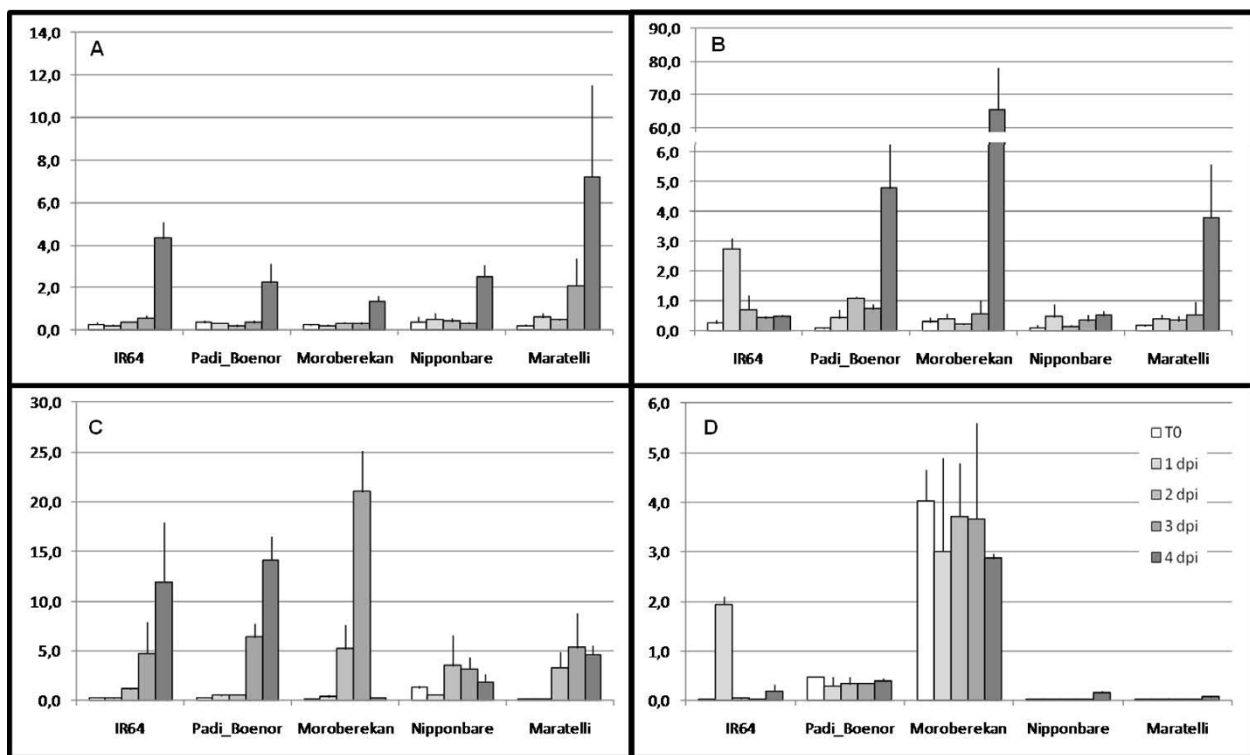 A
14,0
12,0
10,0
8,0
6,0
4,0
2,0
0,0
IR64 Padi_Boenor Moroberekan Nipponbare Maratelli
B
90,0
80,0
70,0
60,0
6,0
5,0
4,0
3,0
2,0
1,0
0,0
IR64 Padi_Boenor Moroberekan Nipponbare Maratelli
C
30,0
25,0
20,0
15,0
10,0
5,0
0,0
IR64 Padi_Boenor Moroberekan Nipponbare Maratelli
D
6,0
5,0
4,0
3,0
2,0
1,0
0,0
T0
1 dpi
2 dpi
3 dpi
4 dpi
IR64 Padi_Boenor Moroberekan Nipponbare Maratelli